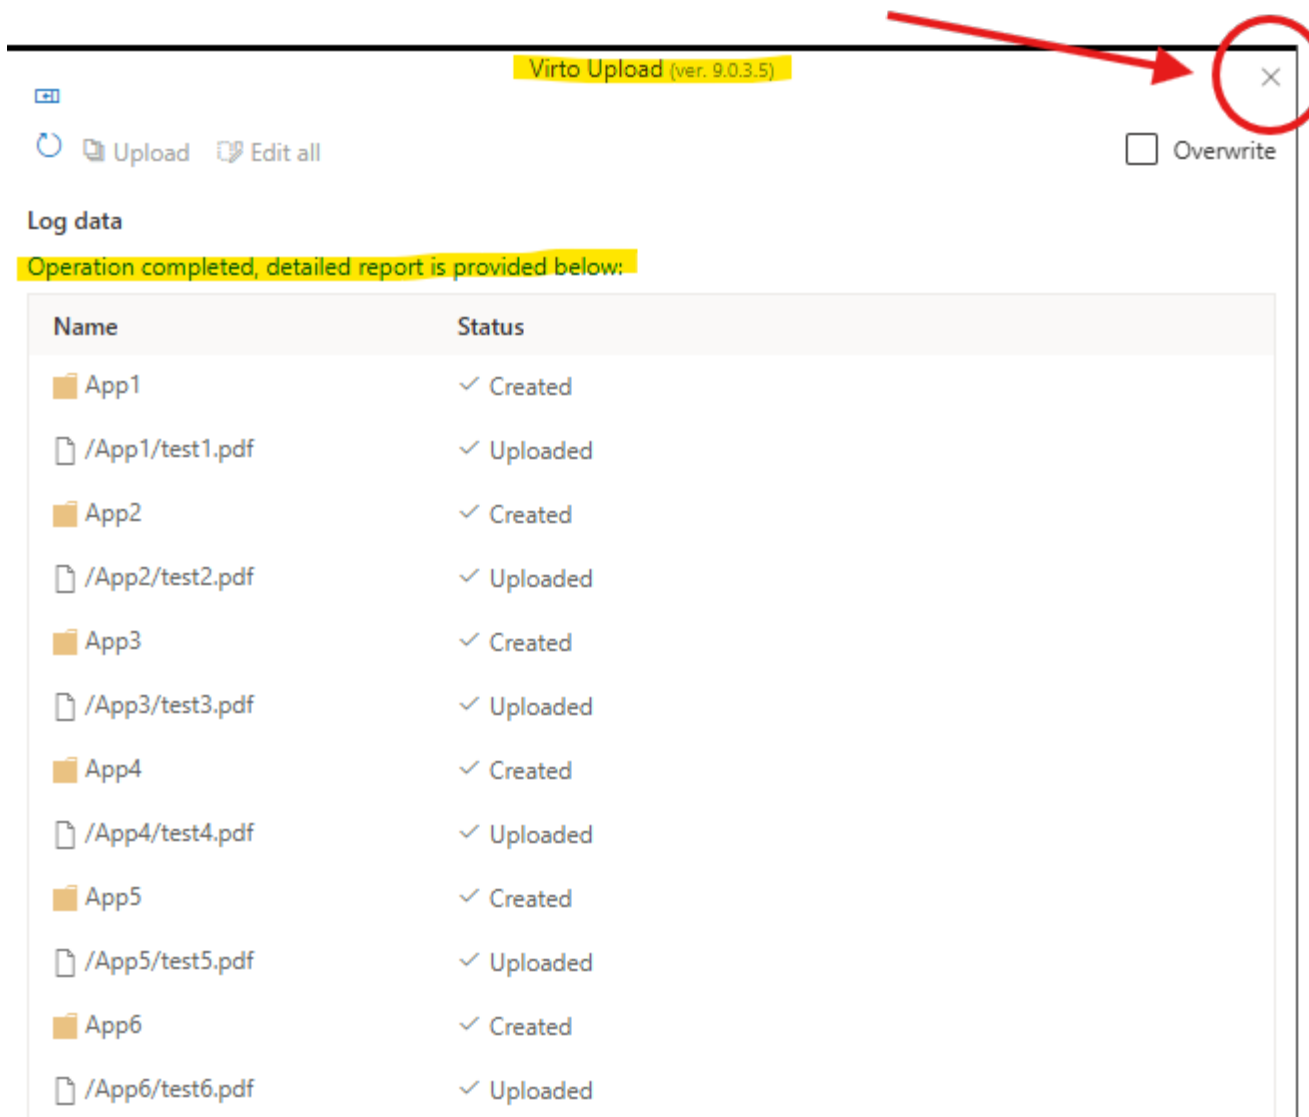 Virto Upload (ver. 9.0.3.5)
Upload Edit all Overwrite
Log data
Operation completed, detailed report is provided below:
Name Status
App1 Created
/App1/test1.pdf Uploaded
App2 Created
/App2/test2.pdf Uploaded
App3 Created
/App3/test3.pdf Uploaded
App4 Created
/App4/test4.pdf Uploaded
App5 Created
/App5/test5.pdf Uploaded
App6 Created
/App6/test6.pdf Uploaded